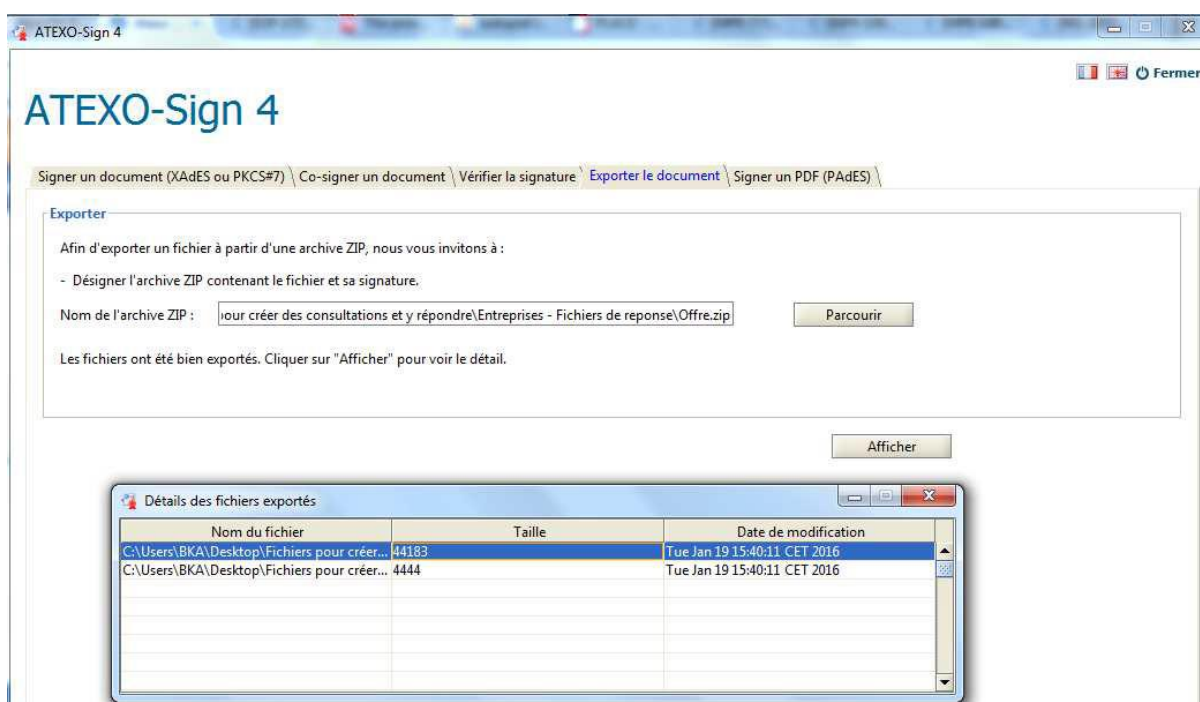 ATEXO-Sign 4
Fermer
ATEXO-Sign 4
Signer un document (XAdES ou PKCS#7) Co-signer un document Vérifier la signature Exporter le document Signer un PDF (PAdES)
Exporter
Afin d'exporter un fichier à partir d'une archive ZIP, nous vous invitons à :
- Désigner l'archive ZIP contenant le fichier et sa signature.
Nom de l'archive ZIP : our créer des consultations et y répondre\Entreprises - Fichiers de reponse\Offre.zip Parcourir
Les fichiers ont été bien exportés. Cliquer sur "Afficher" pour voir le détail.
Afficher
Détails des fichiers exportés
Nom du fichier Taille Date de modification
C:\Users\BKA\Desktop\Fichiers pour créer... 44183 Tue Jan 19 15:40:11 CET 2016
C:\Users\BKA\Desktop\Fichiers pour créer... 4444 Tue Jan 19 15:40:11 CET 2016